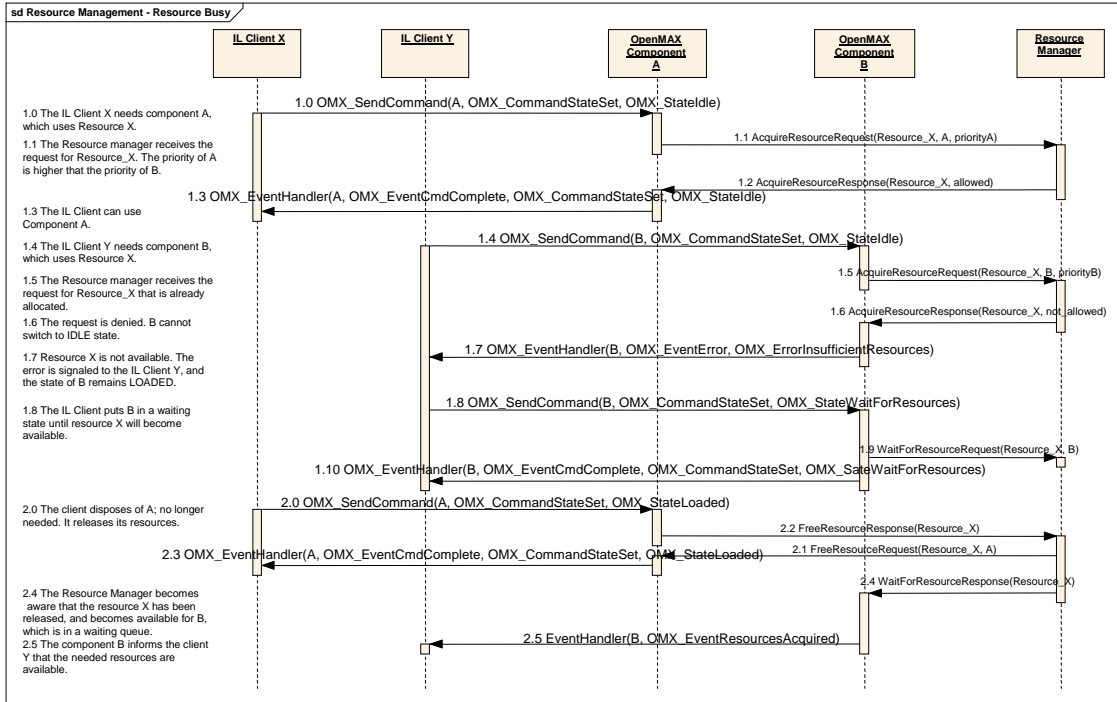 sd Resource Management - Resource Busy
IL Client X
IL Client Y
OpenMAX
Component
A
OpenMAX
Component
B
Resource
Manager
1.0 The IL Client X needs component A,
which uses Resource X.
1.0 OMX_SendCommand(A, OMX_CommandStateSet, OMX_StateIdle)
1.1 The Resource manager receives the
request for Resource_X. The priority of A
is higher that the priority of B.
1.1 AcquireResourceRequest(Resource_X, A, priorityA)
1.2 AcquireResourceResponse(Resource_X, allowed)
1.3 OMX_EventHandler(A, OMX_EventCmdComplete, OMX_CommandStateSet, OMX_StateIdle)
1.3 The IL Client can use
Component A.
1.4 The IL Client Y needs component B,
which uses Resource X.
1.4 OMX_SendCommand(B, OMX_CommandStateSet, OMX_StateIdle)
1.5 The Resource manager receives the
request for Resource_X that is already
allocated.
1.5 AcquireResourceRequest(Resource_X, B, priorityB)
1.6 The request is denied. B cannot
switch to IDLE state.
1.6 AcquireResourceResponse(Resource_X, not_allowed)
1.7 Resource X is not available. The
error is signaled to the IL Client Y, and
the state of B remains LOADED.
1.7 OMX_EventHandler(B, OMX_EventError, OMX_ErrorInsufficientResources)
1.8 The IL Client puts B in a waiting
state until resource X will become
available.
1.8 OMX_SendCommand(B, OMX_CommandStateSet, OMX_StateWaitForResources)
1.9 WaitForResourceRequest(Resource_X, B)
1.10 OMX_EventHandler(B, OMX_EventCmdComplete, OMX_CommandStateSet, OMX_SateWaitForResources)
2.0 The client disposes of A; no longer
needed. It releases its resources.
2.0 OMX_SendCommand(A, OMX_CommandStateSet, OMX_StateLoaded)
2.2 FreeResourceResponse(Resource_X)
2.1 FreeResourceRequest(Resource_X, A)
2.3 OMX_EventHandler(A, OMX_EventCmdComplete, OMX_CommandStateSet, OMX_StateLoaded)
2.4 WaitForResourceResponse(Resource_X)
2.4 The Resource Manager becomes
aware that the resource X has been
released, and becomes available for B,
which is in a waiting queue.
2.5 The component B informs the client
Y that the needed resources are
available.
2.5 EventHandler(B, OMX_EventResourcesAcquired)